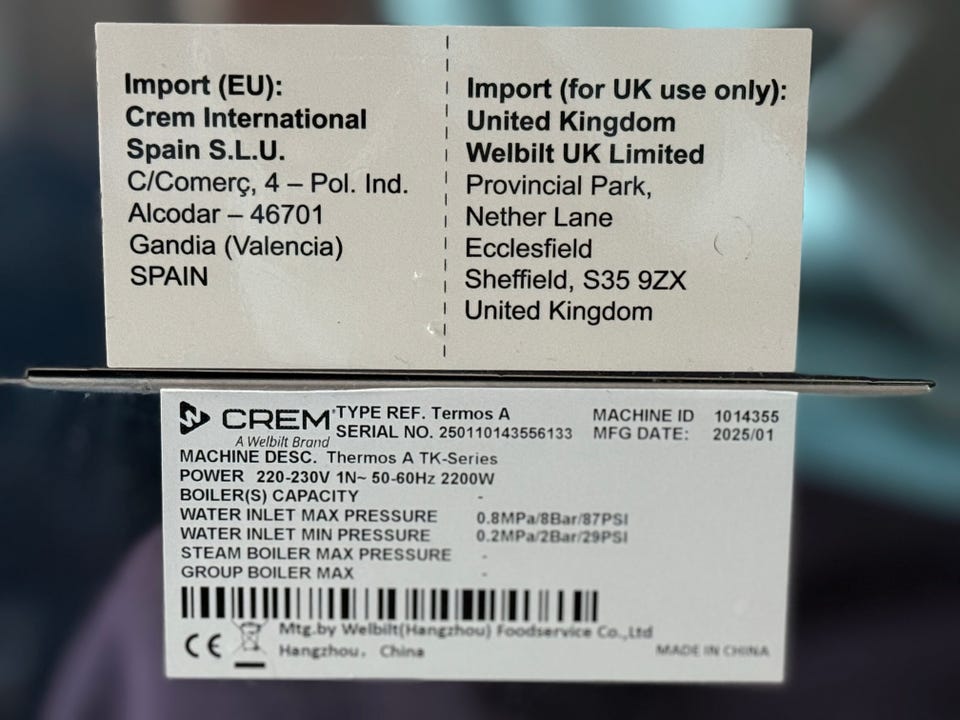 Import (EU):
Crem International
Spain S.L.U.
C/Comerç, 4 – Pol. Ind.
Alcodar – 46701
Gandia (Valencia)
SPAIN
Import (for UK use only):
United Kingdom
Welbilt UK Limited
Provincial Park,
Nether Lane
Ecclesfield
Sheffield, S35 9ZX
United Kingdom
CREM
A Welbilt Brand
TYPE REF. Termos A
MACHINE ID 1014355
SERIAL NO. 250110143556133
MFG DATE: 2025/01
MACHINE DESC. Thermos A TK-Series
POWER 220-230V 1N~ 50-60Hz 2200W
BOILER(S) CAPACITY -
WATER INLET MAX PRESSURE 0.8MPa/8Bar/87PSI
WATER INLET MIN PRESSURE 0.2MPa/2Bar/29PSI
STEAM BOILER MAX PRESSURE -
GROUP BOILER MAX -
CE
Mtg.by Welbilt(Hangzhou) Foodservice Co.,Ltd
Hangzhou, China
MADE IN CHINA